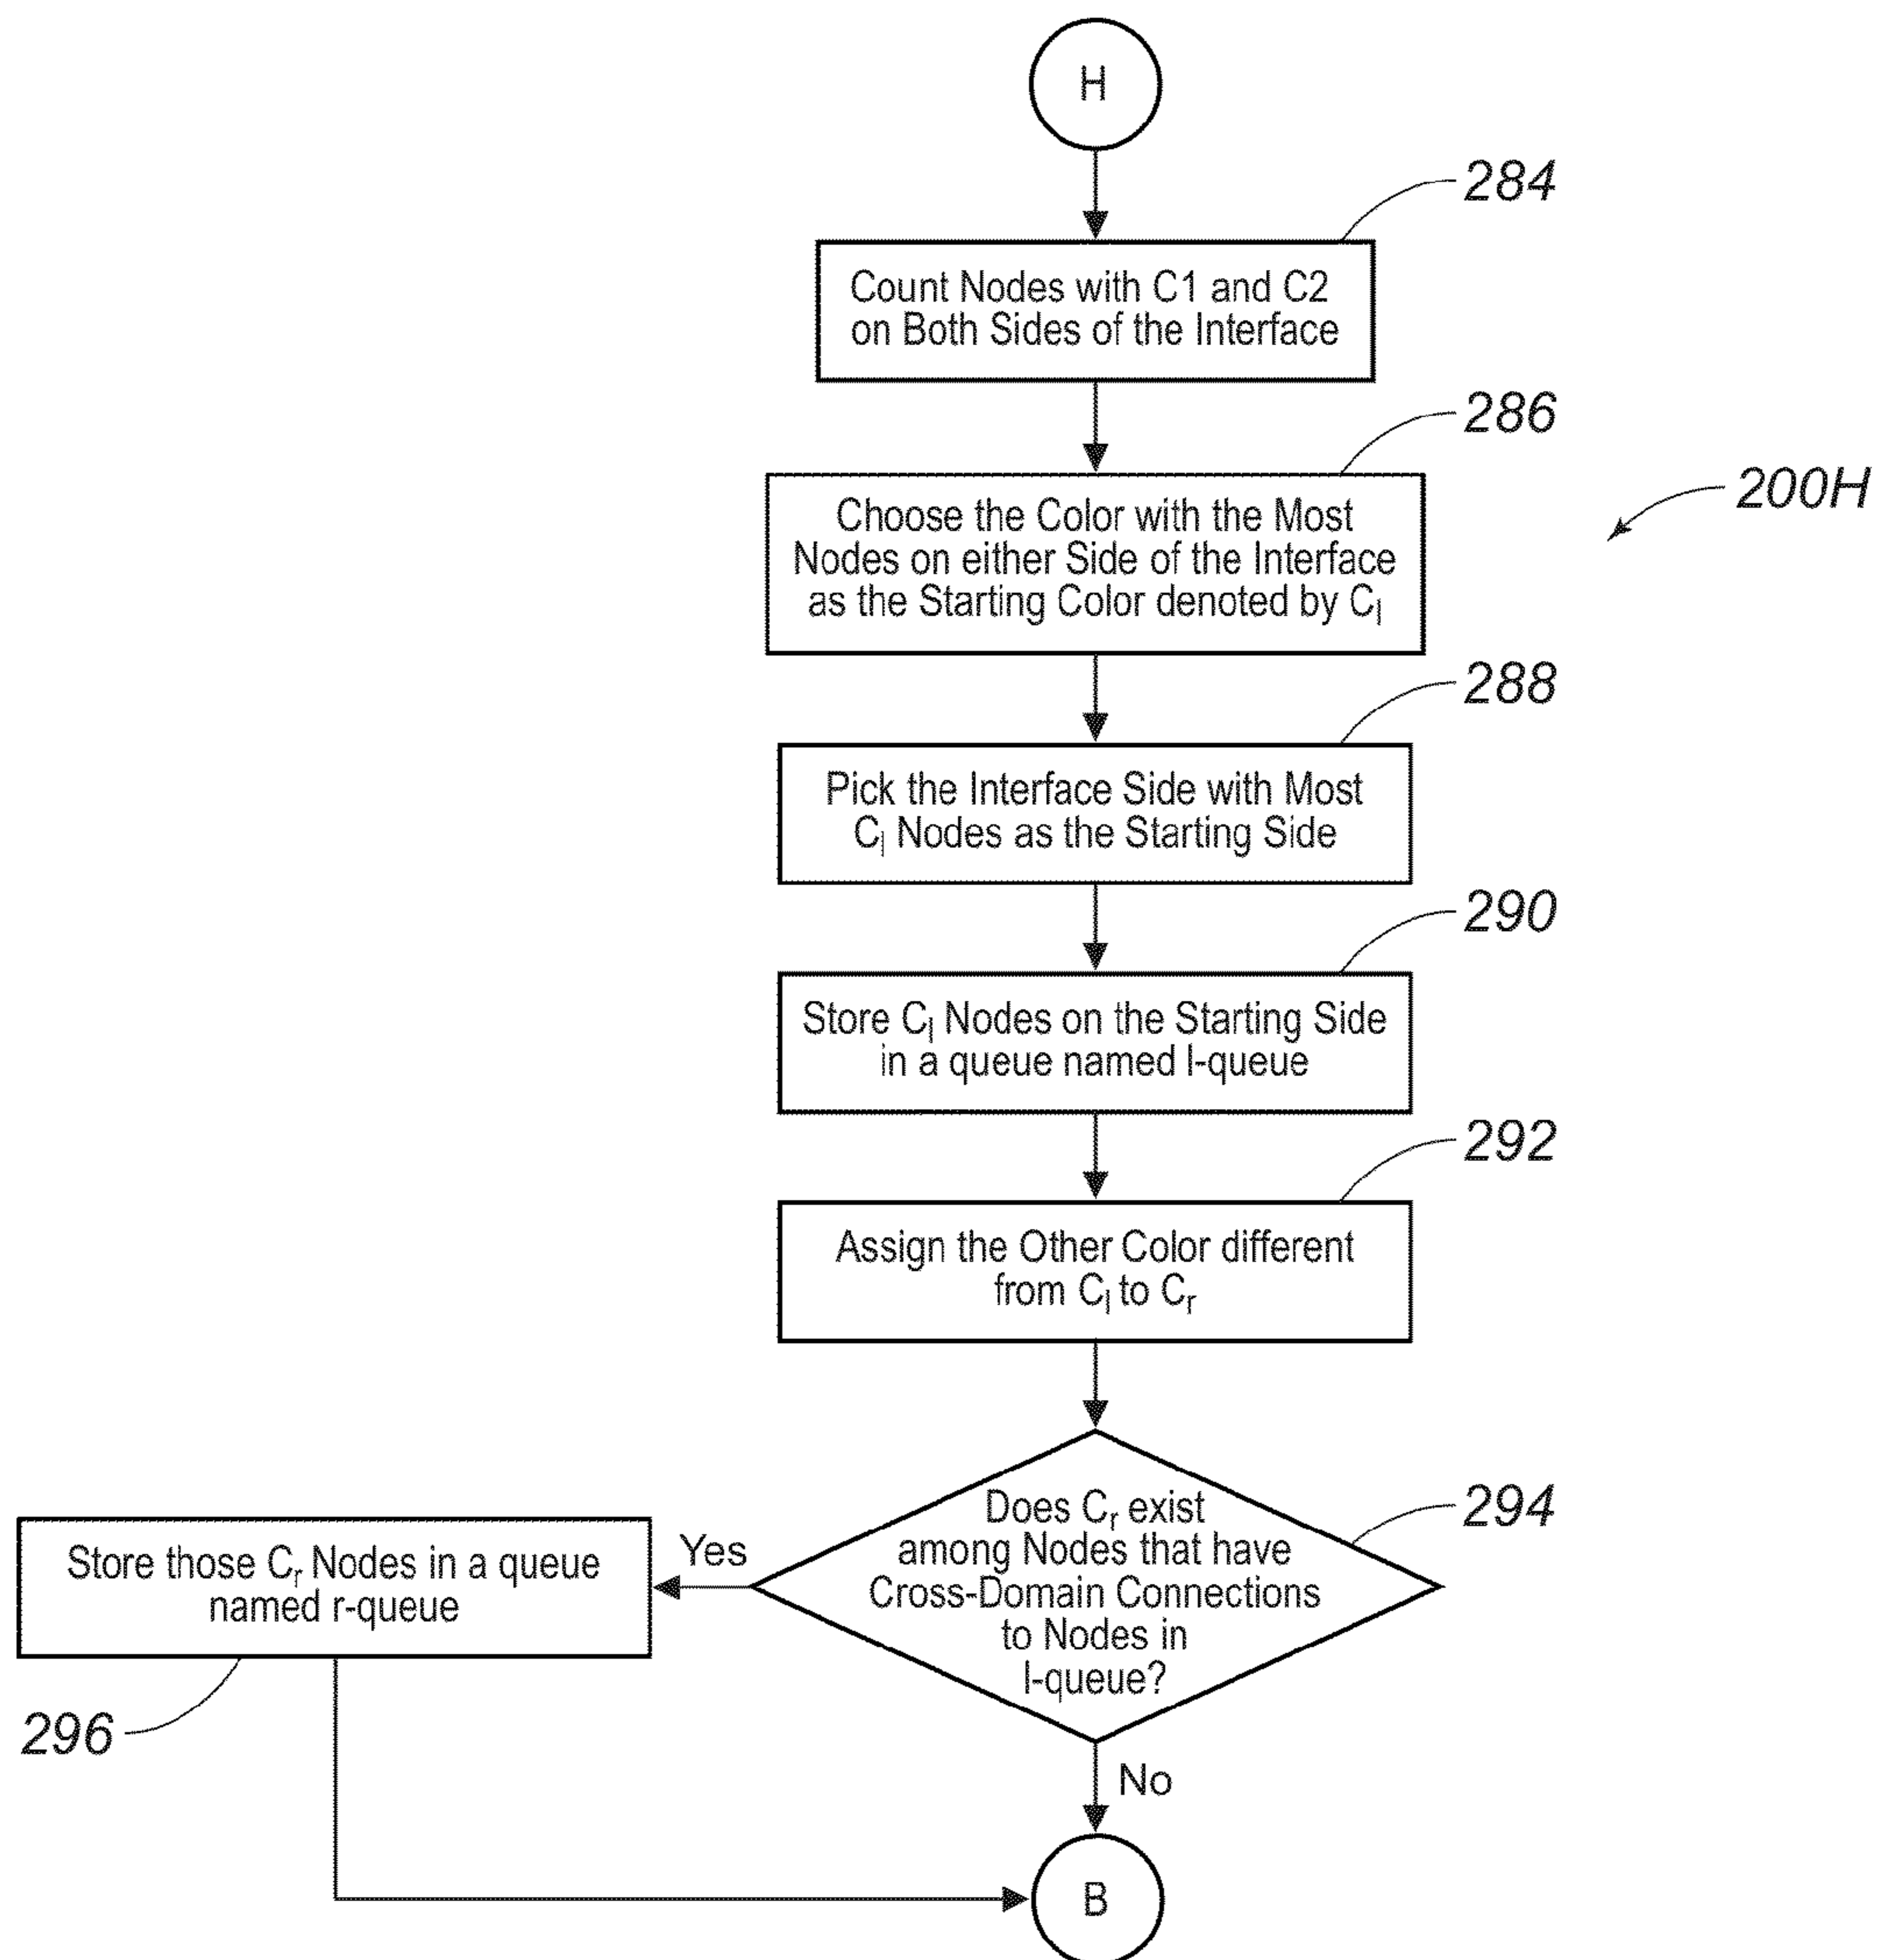 H
284
Count Nodes with C1 and C2
on Both Sides of the Interface
286
Choose the Color with the Most
Nodes on either Side of the Interface
as the Starting Color denoted by Cl
200H
288
Pick the Interface Side with Most
Cl Nodes as the Starting Side
290
Store Cl Nodes on the Starting Side
in a queue named l-queue
292
Assign the Other Color different
from Cl to Cr
294
Does Cr exist
among Nodes that have
Cross-Domain Connections
to Nodes in
l-queue?
Yes
Store those Cr Nodes in a queue
named r-queue
296
No
B